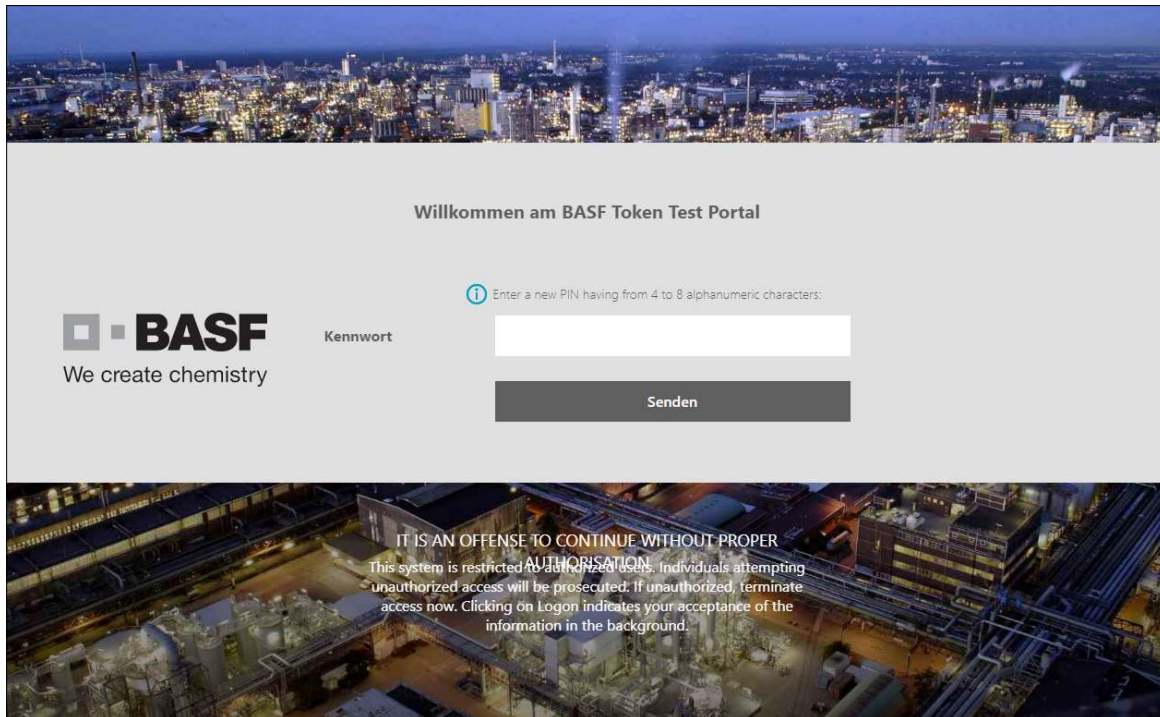 Willkommen am BASF Token Test Portal
Enter a new PIN having from 4 to 8 alphanumeric characters:
BASF
We create chemistry
Kennwort
Senden
IT IS AN OFFENSE TO CONTINUE WITHOUT PROPER
AUTHORISATION
This system is restricted to authorized users. Individuals attempting
unauthorized access will be prosecuted. If unauthorized, terminate
access now. Clicking on Logon indicates your acceptance of the
information in the background.